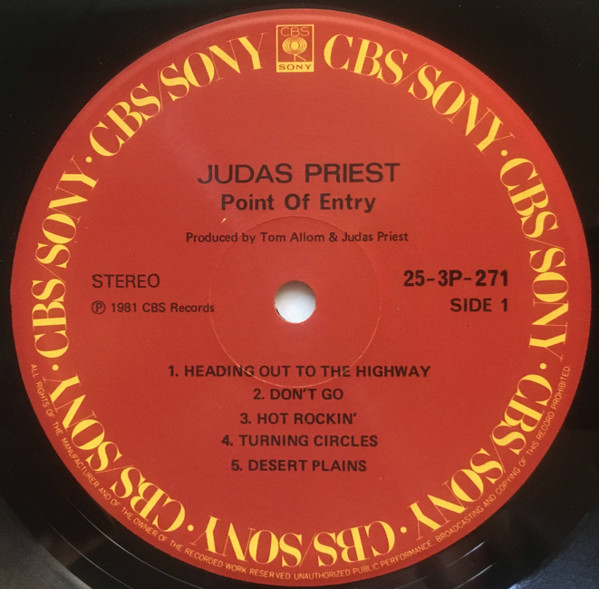 CBS
SONY
CBS/SONY · CBS/SONY · CBS/SONY · CBS/SONY · CBS/SONY · CBS/SONY · CBS/SONY · CBS/SONY
JUDAS PRIEST
Point Of Entry
Produced by Tom Allom & Judas Priest
STEREO
25-3P-271
Ⓟ 1981 CBS Records
SIDE 1
1. HEADING OUT TO THE HIGHWAY
2. DON'T GO
3. HOT ROCKIN'
4. TURNING CIRCLES
5. DESERT PLAINS
ALL RIGHTS OF THE MANUFACTURER AND OF THE OWNER OF THE RECORDED WORK RESERVED. UNAUTHORIZED PUBLIC PERFORMANCE, BROADCASTING AND COPYING OF THIS RECORD PROHIBITED.